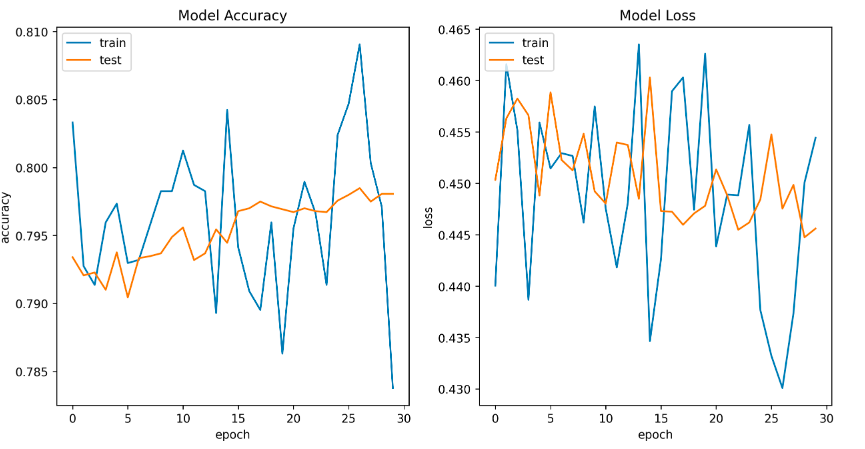 Model Accuracy
0.810
0.805
0.800
0.795
0.790
0.785
accuracy
train
test
0 5 10 15 20 25 30
epoch
Model Loss
0.465
0.460
0.455
0.450
0.445
0.440
0.435
0.430
loss
train
test
0 5 10 15 20 25 30
epoch